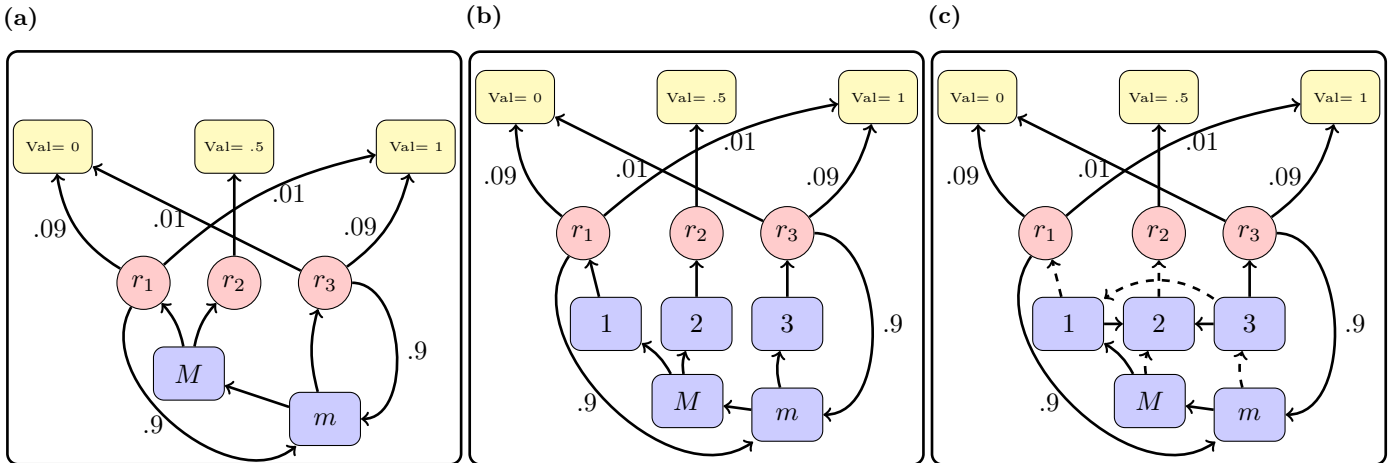 (a)
Val= 0
Val= .5
Val= 1
.09
.01
.01
.09
r1
r2
r3
M
m
.9
.9
(b)
Val= 0
Val= .5
Val= 1
.09
.01
.01
.09
r1
r2
r3
1
2
3
M
m
.9
.9
(c)
Val= 0
Val= .5
Val= 1
.09
.01
.01
.09
r1
r2
r3
1
2
3
M
m
.9
.9